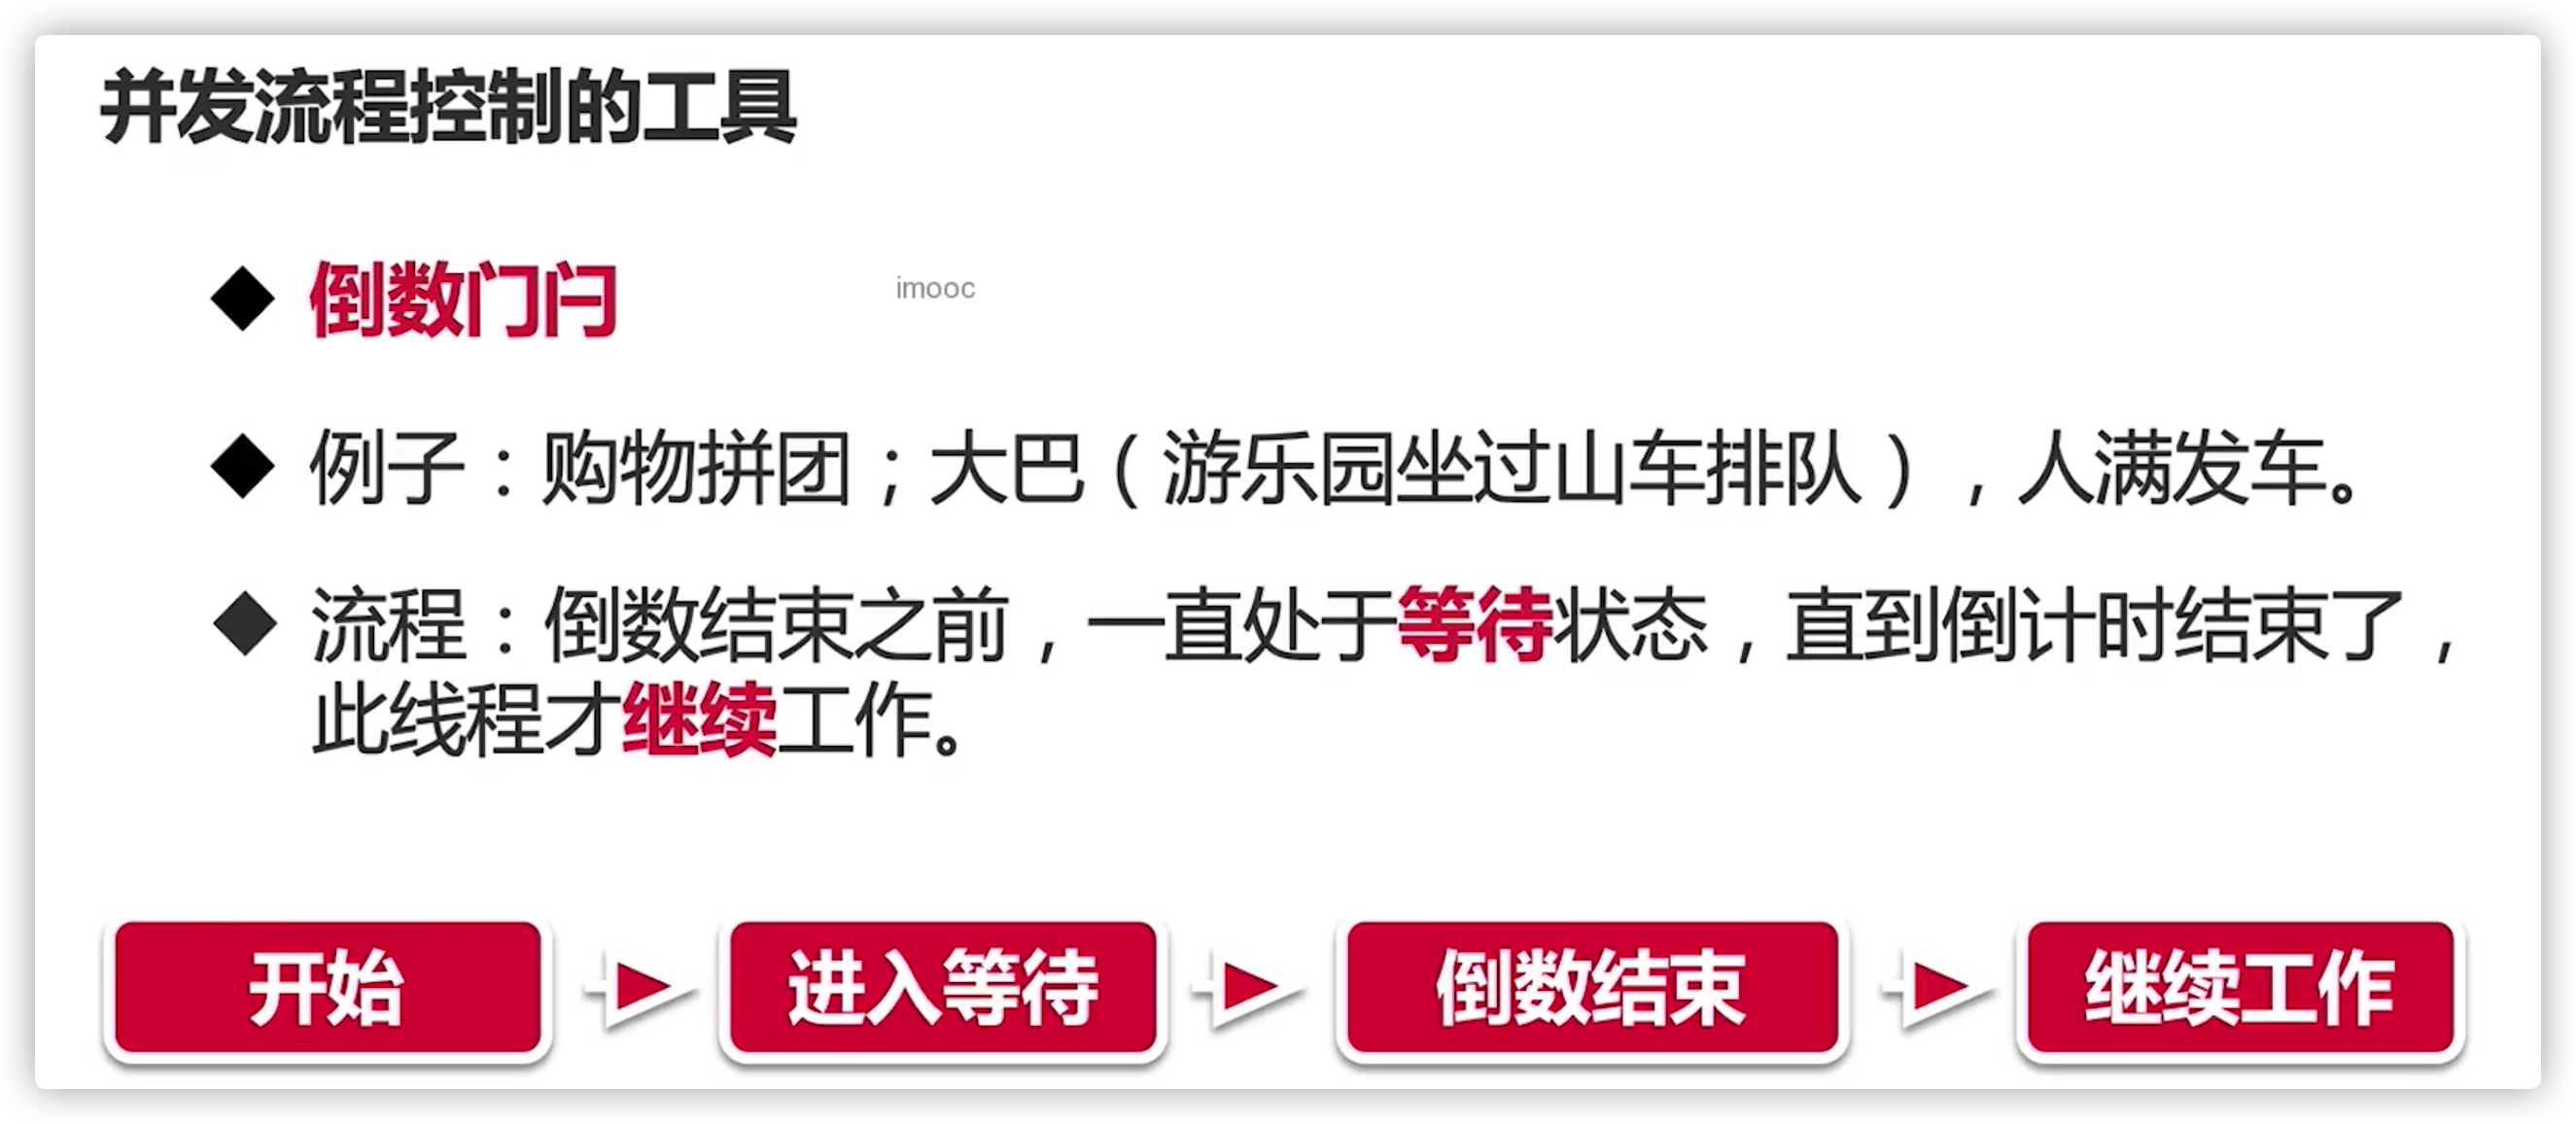 并发流程控制的工具
◆ 倒数门闩
imooc
◆ 例子：购物拼团；大巴（游乐园坐过山车排队），人满发车。
◆ 流程：倒数结束之前，一直处于等待状态，直到倒计时结束了，
此线程才继续工作。
开始
进入等待
倒数结束
继续工作